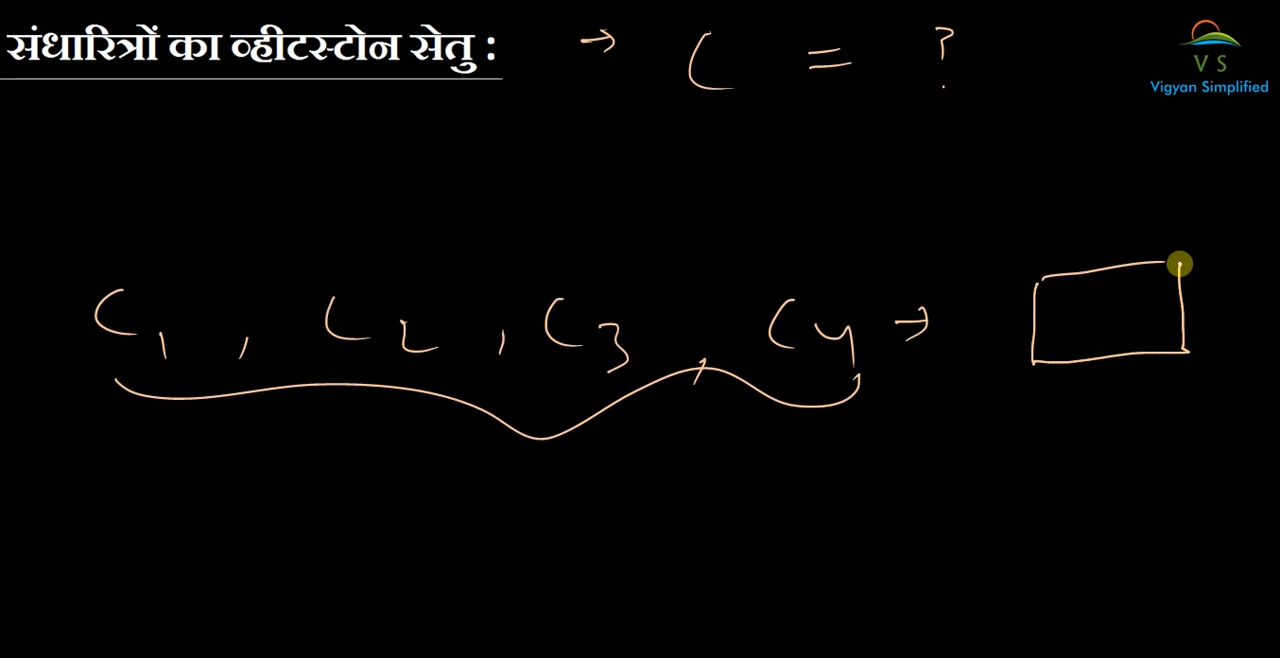 संधारित्रों का व्हीटस्टोन सेतु : → C = ?
V S
Vigyan Simplified
C1 , C2 , C3 , C4 →